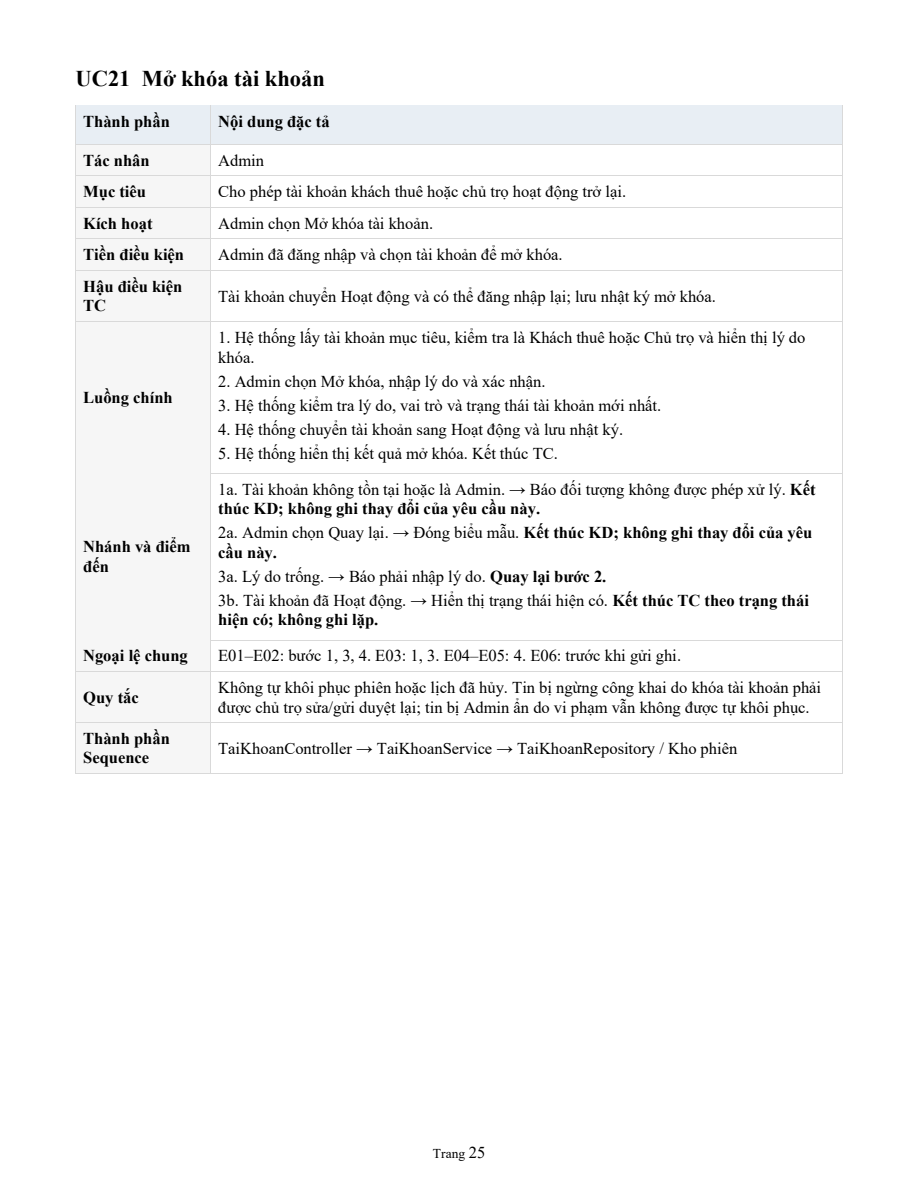 UC21 Mở khóa tài khoản
Thành phần
Nội dung đặc tả
Tác nhân
Admin
Mục tiêu
Cho phép tài khoản khách thuê hoặc chủ trọ hoạt động trở lại.
Kích hoạt
Admin chọn Mở khóa tài khoản.
Tiền điều kiện
Admin đã đăng nhập và chọn tài khoản để mở khóa.
Hậu điều kiện
TC
Tài khoản chuyển Hoạt động và có thể đăng nhập lại; lưu nhật ký mở khóa.
Luồng chính
1. Hệ thống lấy tài khoản mục tiêu, kiểm tra là Khách thuê hoặc Chủ trọ và hiển thị lý do
khóa.
2. Admin chọn Mở khóa, nhập lý do và xác nhận.
3. Hệ thống kiểm tra lý do, vai trò và trạng thái tài khoản mới nhất.
4. Hệ thống chuyển tài khoản sang Hoạt động và lưu nhật ký.
5. Hệ thống hiển thị kết quả mở khóa. Kết thúc TC.
Nhánh và điểm
đến
1a. Tài khoản không tồn tại hoặc là Admin. → Báo đối tượng không được phép xử lý. Kết
thúc KD; không ghi thay đổi của yêu cầu này.
2a. Admin chọn Quay lại. → Đóng biểu mẫu. Kết thúc KD; không ghi thay đổi của yêu
cầu này.
3a. Lý do trống. → Báo phải nhập lý do. Quay lại bước 2.
3b. Tài khoản đã Hoạt động. → Hiển thị trạng thái hiện có. Kết thúc TC theo trạng thái
hiện có; không ghi lặp.
Ngoại lệ chung
E01–E02: bước 1, 3, 4. E03: 1, 3. E04–E05: 4. E06: trước khi gửi ghi.
Quy tắc
Không tự khôi phục phiên hoặc lịch đã hủy. Tin bị ngừng công khai do khóa tài khoản phải
được chủ trọ sửa/gửi duyệt lại; tin bị Admin ẩn do vi phạm vẫn không được tự khôi phục.
Thành phần
Sequence
TaiKhoanController → TaiKhoanService → TaiKhoanRepository / Kho phiên
Trang 25